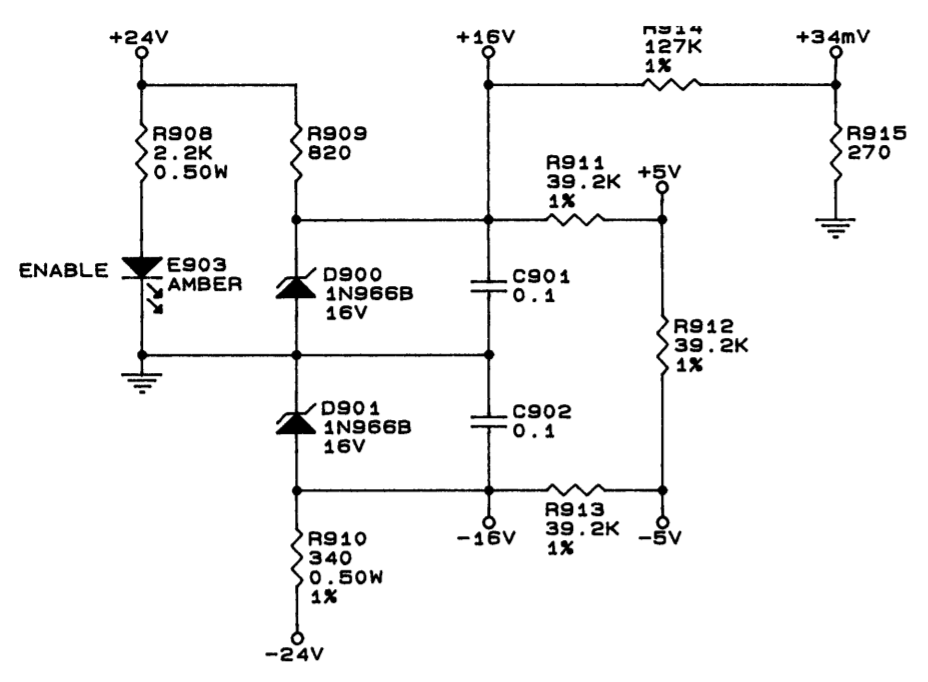 +24V
+16V
R914
127K
1%
+34mV
R908
2.2K
0.50W
R909
820
R915
270
R911
39.2K
1%
+5V
ENABLE
E903
AMBER
D900
1N966B
16V
C901
0.1
R912
39.2K
1%
D901
1N966B
16V
C902
0.1
R910
340
0.50W
1%
-16V
R913
39.2K
1%
-5V
-24V